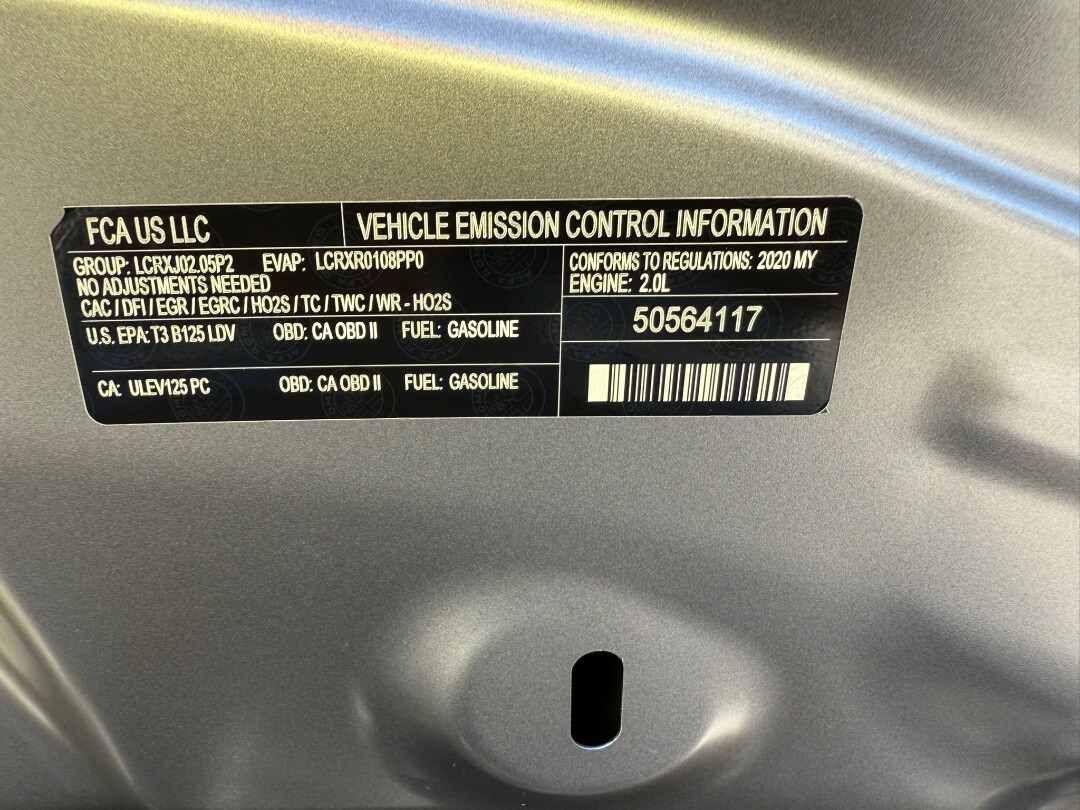 FCA US LLC
VEHICLE EMISSION CONTROL INFORMATION
GROUP: LCRXJ02.05P2 EVAP: LCRXR0108PP0
NO ADJUSTMENTS NEEDED
CAC / DFI / EGR / EGRC / HO2S / TC / TWC / WR - HO2S
U.S. EPA: T3 B125 LDV OBD: CA OBD II FUEL: GASOLINE
CA: ULEV125 PC OBD: CA OBD II FUEL: GASOLINE
CONFORMS TO REGULATIONS: 2020 MY
ENGINE: 2.0L
50564117